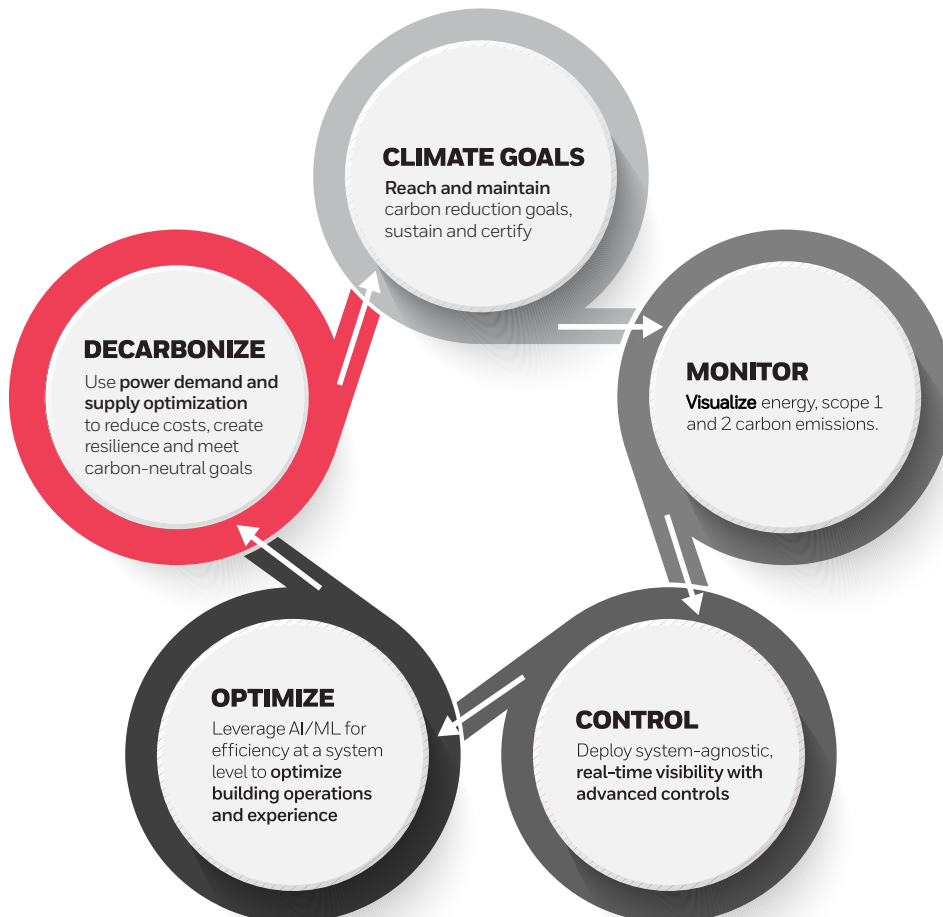 CLIMATE GOALS
Reach and maintain
carbon reduction goals,
sustain and certify
MONITOR
Visualize energy, scope 1
and 2 carbon emissions.
CONTROL
Deploy system-agnostic,
real-time visibility with
advanced controls
OPTIMIZE
Leverage AI/ML for
efficiency at a system
level to optimize
building operations
and experience
DECARBONIZE
Use power demand and
supply optimization
to reduce costs, create
resilience and meet
carbon-neutral goals